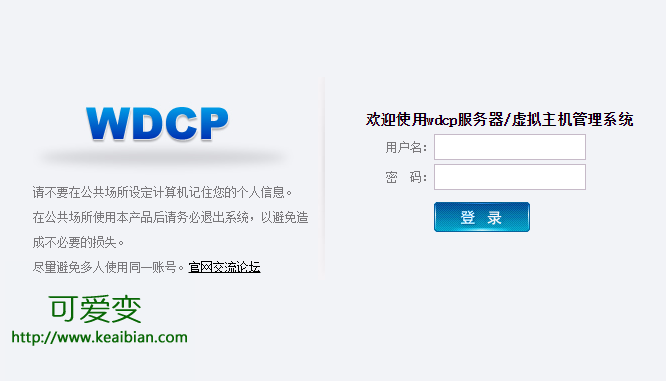 WDCP
请不要在公共场所设定计算机记住您的个人信息。
在公共场所使用本产品后请务必退出系统，以避免造
成不必要的损失。
尽量避免多人使用同一账号。官网交流论坛
欢迎使用wdcp服务器/虚拟主机管理系统
用户名：
密 码：
登 录
可爱变
http://www.keaibian.com